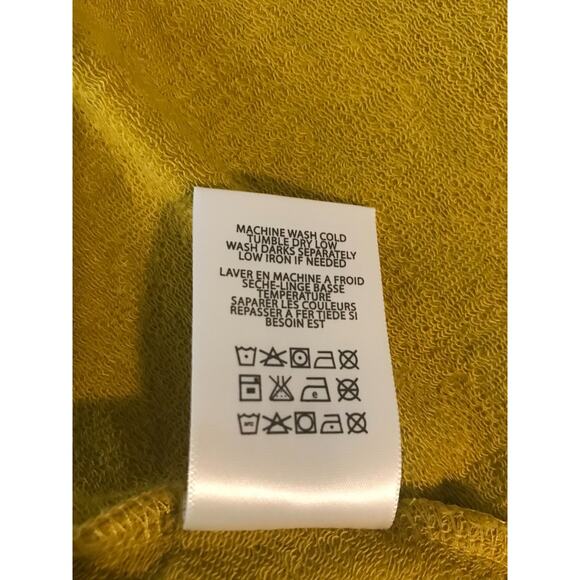 MACHINE WASH COLD
TUMBLE DRY LOW
WASH DARKS SEPARATELY
LOW IRON IF NEEDED
LAVER EN MACHINE A FROID
SECHE-LINGE BASSE
TEMPERATURE
SAPARER LES COULEURS
REPASSER A FER TIEDE SI
BESOIN EST
e